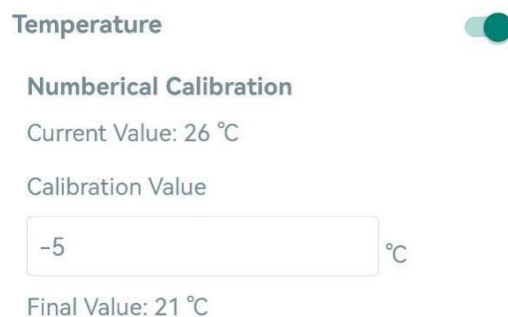 Temperature
Numberical Calibration
Current Value: 26 ℃
Calibration Value
-5
℃
Final Value: 21 ℃